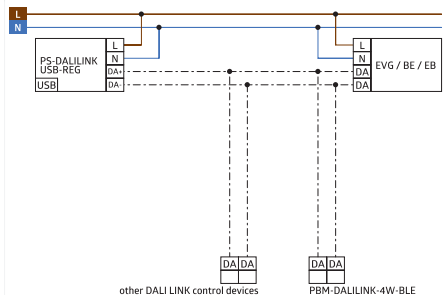 L
N
PS-DALILINK
USB-REG
USB
L
N
DA+
DA-
L
N
DA
DA
EVG / BE / EB
DA DA
DA DA
other DALI LINK control devices
PBM-DALILINK-4W-BLE